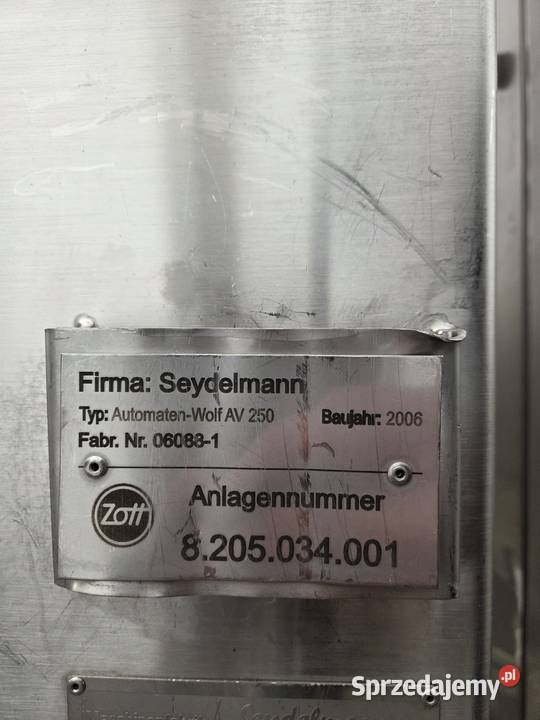 Firma: Seydelmann
Typ: Automaten-Wolf AV 250 Baujahr: 2006
Fabr. Nr. 06088-1
Zott
Anlagennummer
8.205.034.001
Sprzedajemy.pl